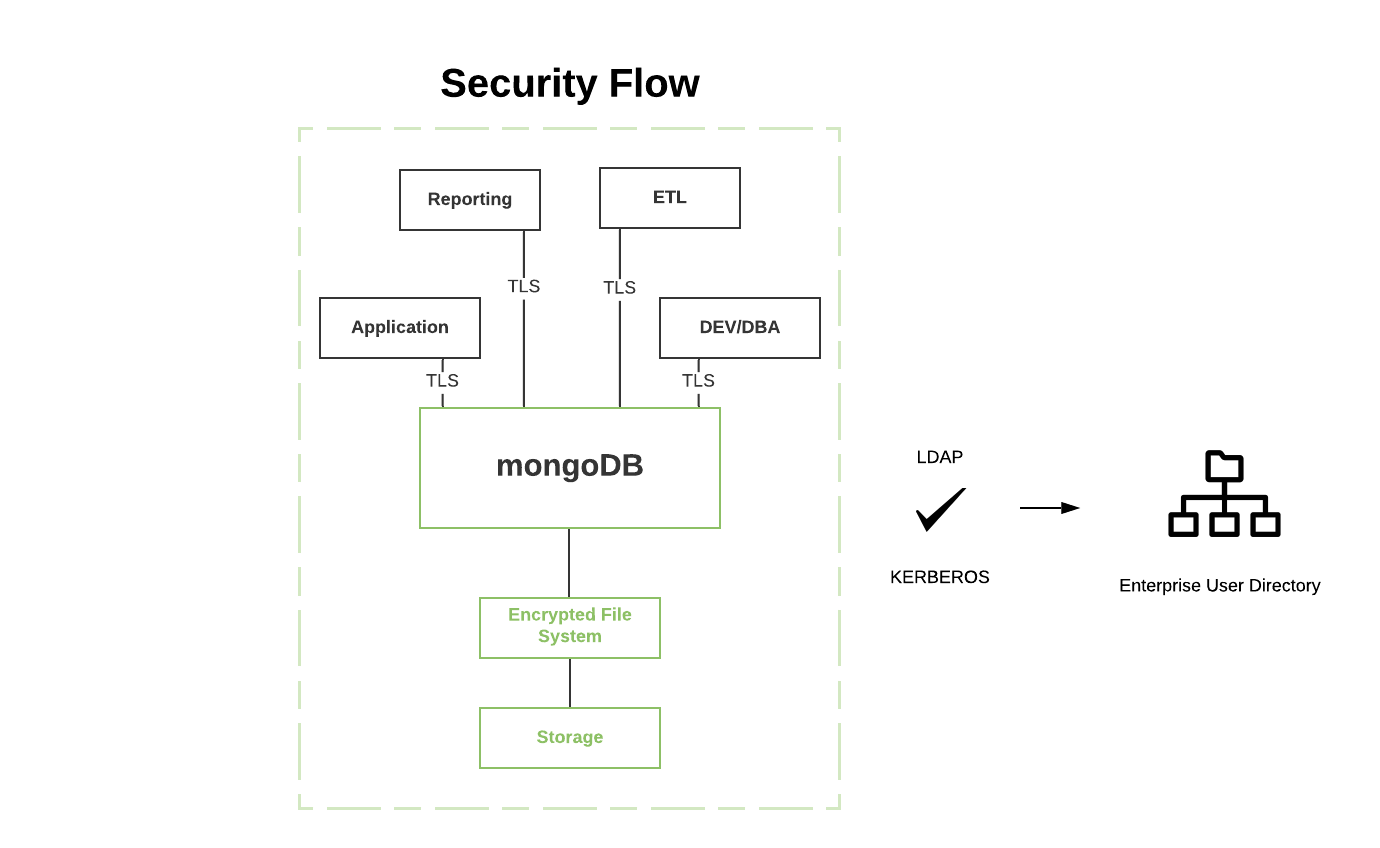 Security Flow
Reporting
ETL
TLS
TLS
Application
DEV/DBA
TLS
TLS
mongoDB
LDAP
KERBEROS
Enterprise User Directory
Encrypted File
System
Storage